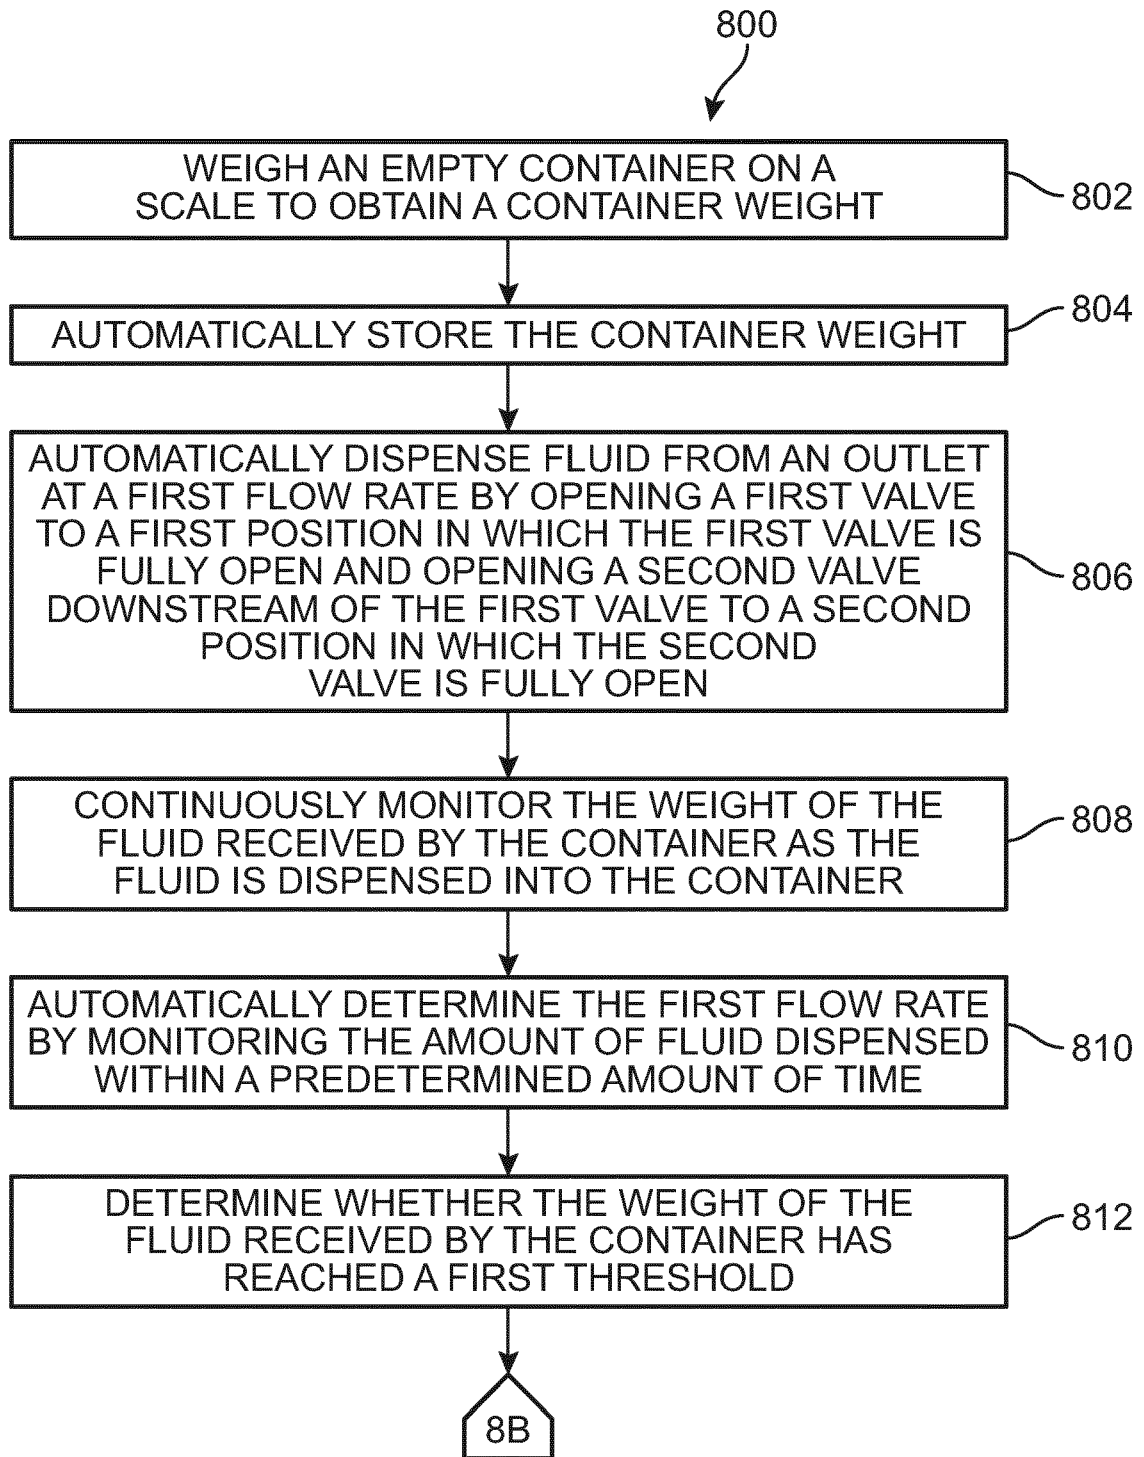 800
WEIGH AN EMPTY CONTAINER ON A
SCALE TO OBTAIN A CONTAINER WEIGHT
802
AUTOMATICALLY STORE THE CONTAINER WEIGHT
804
AUTOMATICALLY DISPENSE FLUID FROM AN OUTLET
AT A FIRST FLOW RATE BY OPENING A FIRST VALVE
TO A FIRST POSITION IN WHICH THE FIRST VALVE IS
FULLY OPEN AND OPENING A SECOND VALVE
DOWNSTREAM OF THE FIRST VALVE TO A SECOND
POSITION IN WHICH THE SECOND
VALVE IS FULLY OPEN
806
CONTINUOUSLY MONITOR THE WEIGHT OF THE
FLUID RECEIVED BY THE CONTAINER AS THE
FLUID IS DISPENSED INTO THE CONTAINER
808
AUTOMATICALLY DETERMINE THE FIRST FLOW RATE
BY MONITORING THE AMOUNT OF FLUID DISPENSED
WITHIN A PREDETERMINED AMOUNT OF TIME
810
DETERMINE WHETHER THE WEIGHT OF THE
FLUID RECEIVED BY THE CONTAINER HAS
REACHED A FIRST THRESHOLD
812
8B